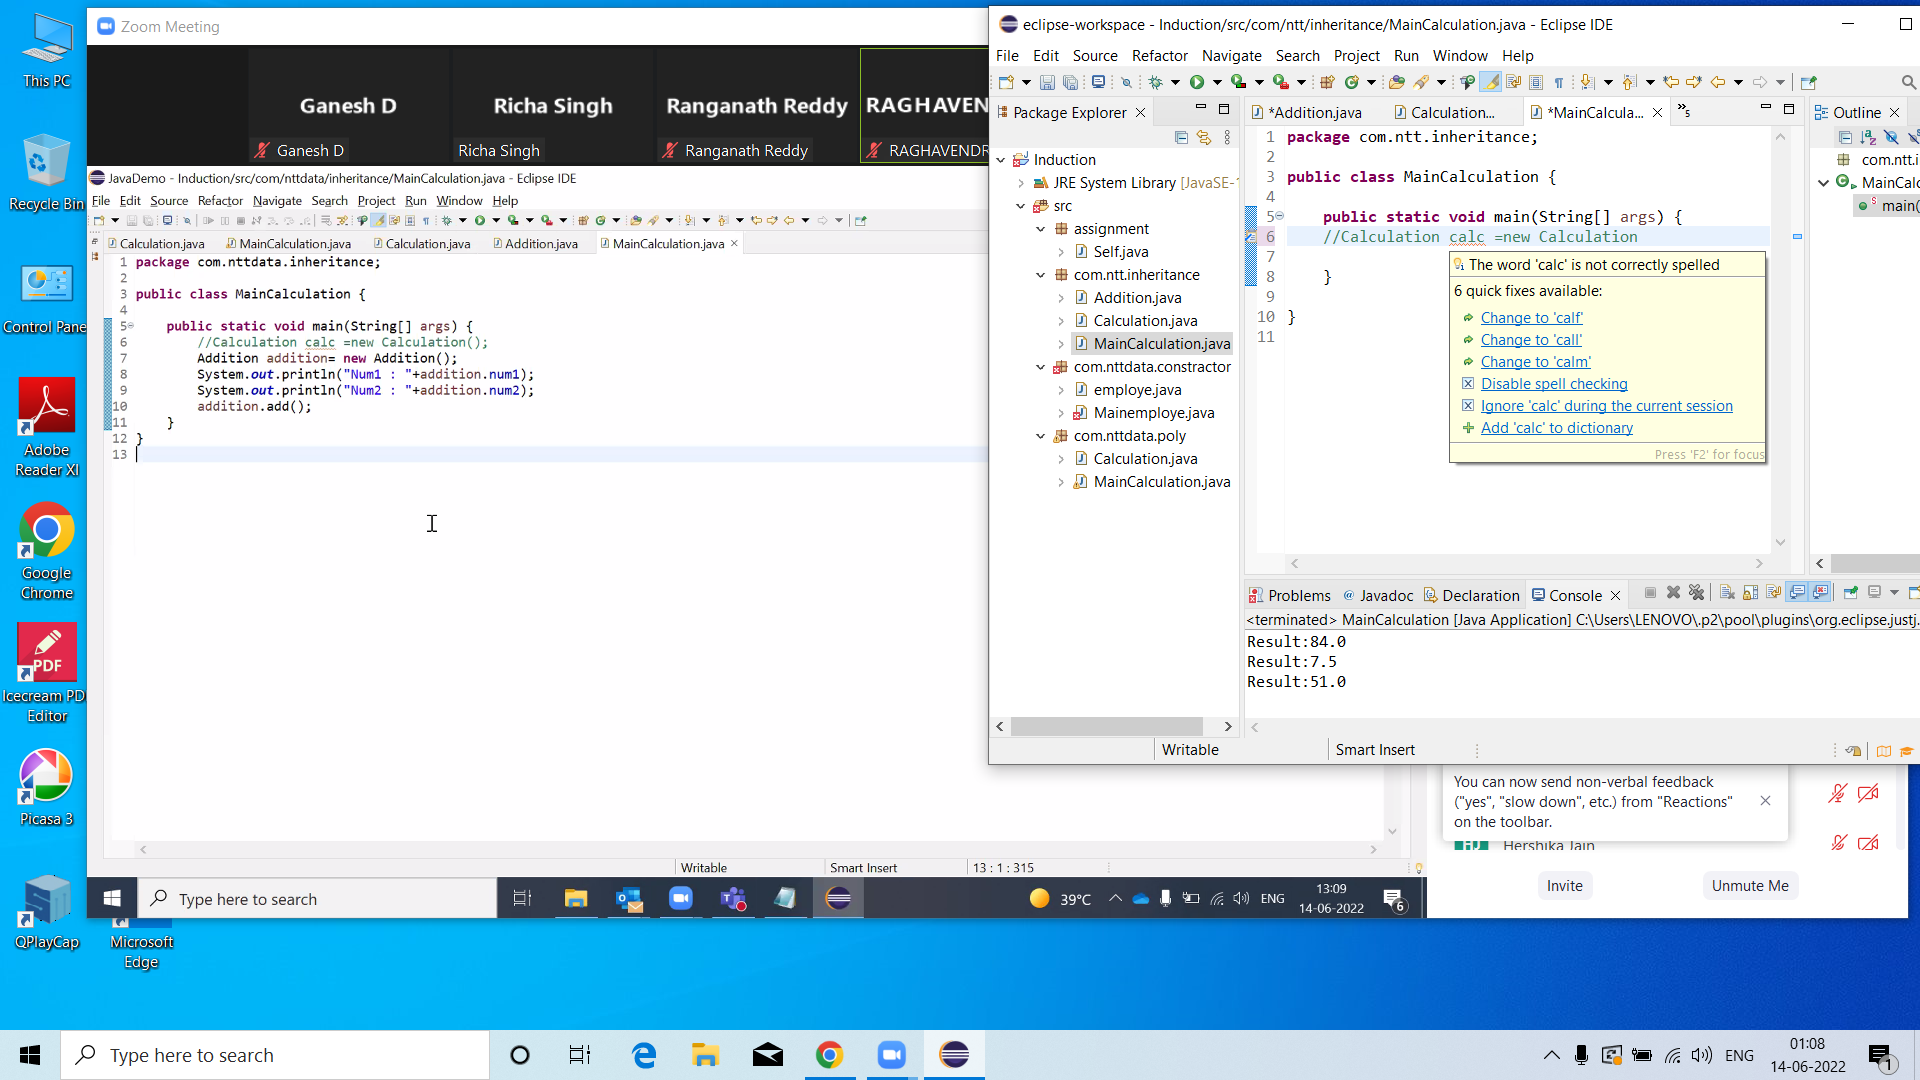 This PC
Recycle Bin
Control Pane
Adobe
Reader XI
Google
Chrome
Icecream PD
Editor
Picasa 3
QPlayCap
Microsoft
Edge
Zoom Meeting
Ganesh D
Richa Singh
Ranganath Reddy
RAGHAVEN
Ganesh D
Richa Singh
Ranganath Reddy
RAGHAVENDR
JavaDemo - Induction/src/com/nttdata/inheritance/MainCalculation.java - Eclipse IDE
File Edit Source Refactor Navigate Search Project Run Window Help
Calculation.java MainCalculation.java Calculation.java Addition.java MainCalculation.java
1 package com.nttdata.inheritance;
2
3 public class MainCalculation {
4
5 public static void main(String[] args) {
6 //Calculation calc =new Calculation();
7 Addition addition= new Addition();
8 System.out.println("Num1 : "+addition.num1);
9 System.out.println("Num2 : "+addition.num2);
10 addition.add();
11 }
12 }
13
Writable Smart Insert 13 : 1 : 315
Type here to search
39°C ENG
13:09
14-06-2022
6
eclipse-workspace - Induction/src/com/ntt/inheritance/MainCalculation.java - Eclipse IDE
File Edit Source Refactor Navigate Search Project Run Window Help
Package Explorer
Induction
JRE System Library [JavaSE-1
src
assignment
Self.java
com.ntt.inheritance
Addition.java
Calculation.java
MainCalculation.java
com.nttdata.constractor
employe.java
Mainemploye.java
com.nttdata.poly
Calculation.java
MainCalculation.java
*Addition.java Calculation... *MainCalcula... »5
1 package com.ntt.inheritance;
2
3 public class MainCalculation {
4
5 public static void main(String[] args) {
6 //Calculation calc =new Calculation
7
8 }
9
10 }
11
The word 'calc' is not correctly spelled
6 quick fixes available:
Change to 'calf'
Change to 'call'
Change to 'calm'
Disable spell checking
Ignore 'calc' during the current session
Add 'calc' to dictionary
Press 'F2' for focus
Outline
com.ntt.i
MainCalc
main(
Problems Javadoc Declaration Console
<terminated> MainCalculation [Java Application] C:\Users\LENOVO\.p2\pool\plugins\org.eclipse.justj.
Result:84.0
Result:7.5
Result:51.0
Writable Smart Insert
You can now send non-verbal feedback
("yes", "slow down", etc.) from "Reactions"
on the toolbar.
HJ Hershika Jain
Invite Unmute Me
Type here to search
ENG
01:08
14-06-2022
1